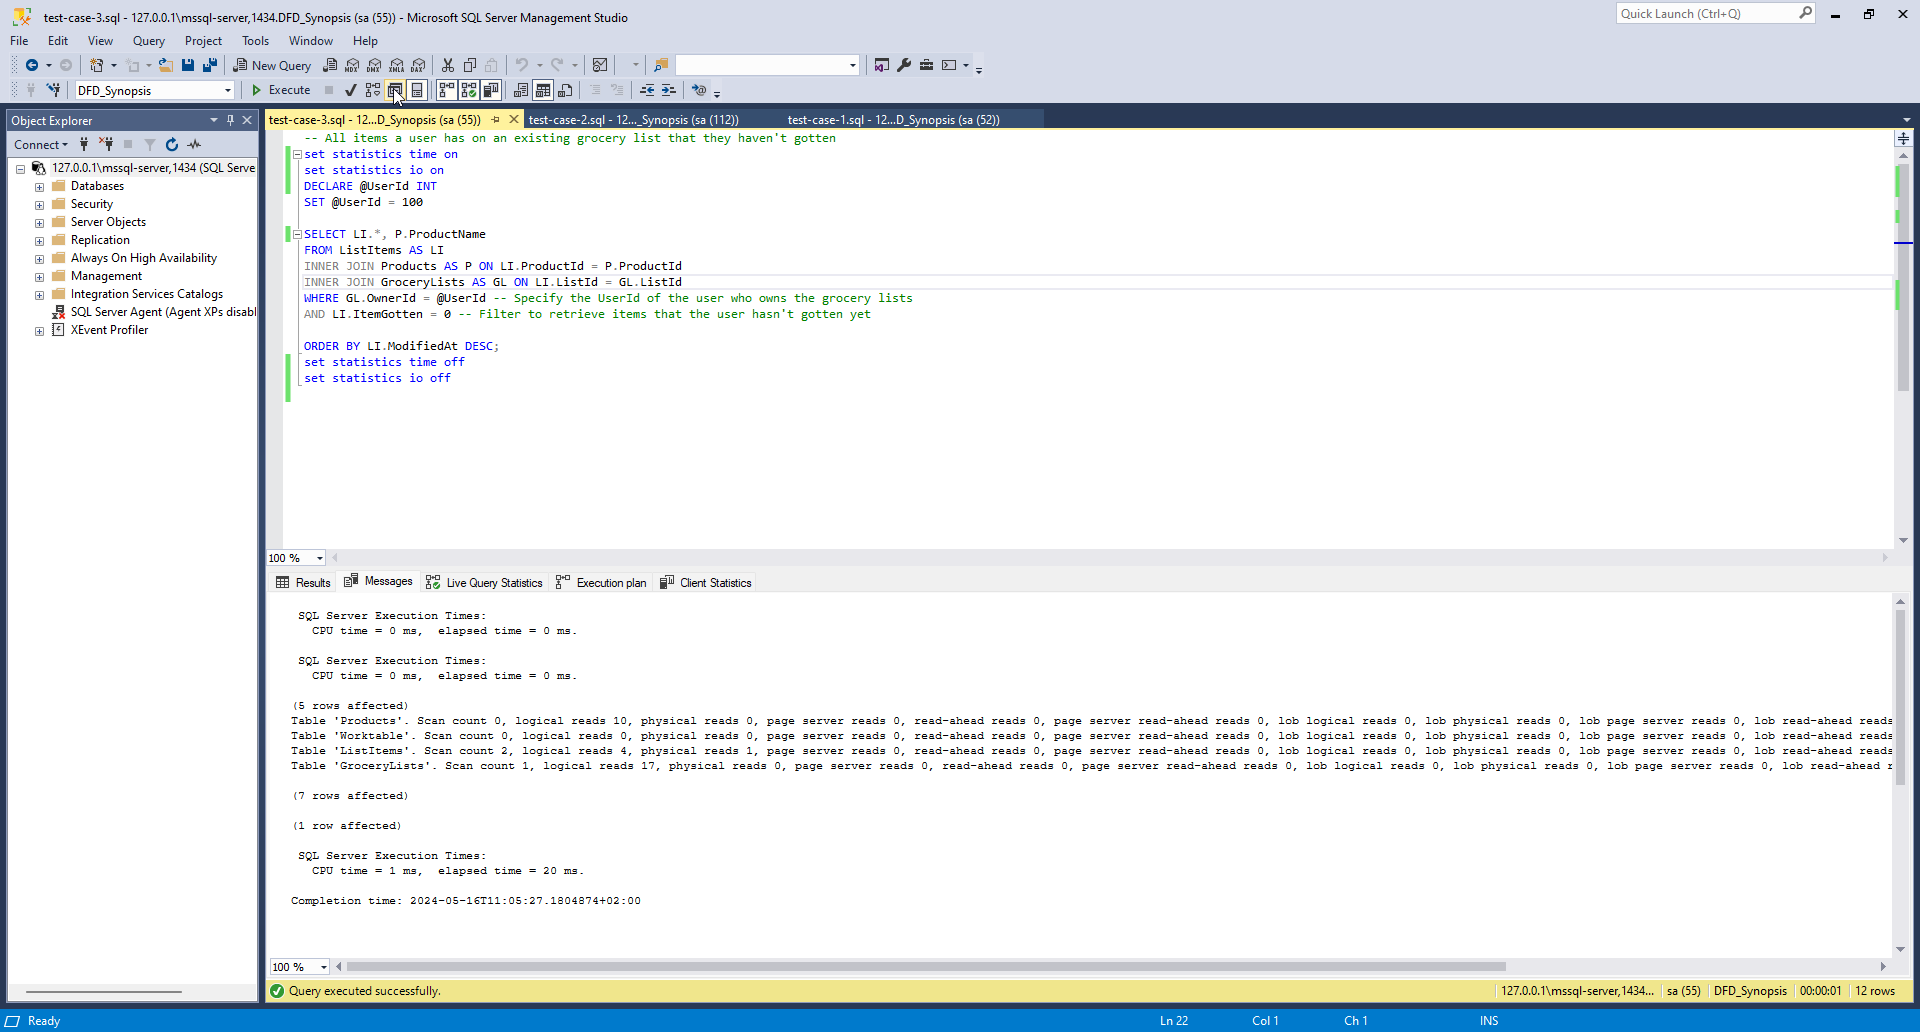 test-case-3.sql - 127.0.0.1\mssql-server,1434.DFD_Synopsis (sa (55)) - Microsoft SQL Server Management Studio
Quick Launch (Ctrl+Q)
File Edit View Query Project Tools Window Help
New Query MDX DMX XMLA DAX
DFD_Synopsis Execute
Object Explorer
Connect
127.0.0.1\mssql-server,1434 (SQL Serve
Databases
Security
Server Objects
Replication
Always On High Availability
Management
Integration Services Catalogs
SQL Server Agent (Agent XPs disabl
XEvent Profiler
test-case-3.sql - 12...D_Synopsis (sa (55)) test-case-2.sql - 12..._Synopsis (sa (112)) test-case-1.sql - 12...D_Synopsis (sa (52))
-- All items a user has on an existing grocery list that they haven't gotten
set statistics time on
set statistics io on
DECLARE @UserId INT
SET @UserId = 100
SELECT LI.*, P.ProductName
FROM ListItems AS LI
INNER JOIN Products AS P ON LI.ProductId = P.ProductId
INNER JOIN GroceryLists AS GL ON LI.ListId = GL.ListId
WHERE GL.OwnerId = @UserId -- Specify the UserId of the user who owns the grocery lists
AND LI.ItemGotten = 0 -- Filter to retrieve items that the user hasn't gotten yet
ORDER BY LI.ModifiedAt DESC;
set statistics time off
set statistics io off
100 %
Results Messages Live Query Statistics Execution plan Client Statistics
SQL Server Execution Times:
CPU time = 0 ms, elapsed time = 0 ms.
SQL Server Execution Times:
CPU time = 0 ms, elapsed time = 0 ms.
(5 rows affected)
Table 'Products'. Scan count 0, logical reads 10, physical reads 0, page server reads 0, read-ahead reads 0, page server read-ahead reads 0, lob logical reads 0, lob physical reads 0, lob page server reads 0, lob read-ahead reads
Table 'Worktable'. Scan count 0, logical reads 0, physical reads 0, page server reads 0, read-ahead reads 0, page server read-ahead reads 0, lob logical reads 0, lob physical reads 0, lob page server reads 0, lob read-ahead reads
Table 'ListItems'. Scan count 2, logical reads 4, physical reads 1, page server reads 0, read-ahead reads 0, page server read-ahead reads 0, lob logical reads 0, lob physical reads 0, lob page server reads 0, lob read-ahead reads
Table 'GroceryLists'. Scan count 1, logical reads 17, physical reads 0, page server reads 0, read-ahead reads 0, page server read-ahead reads 0, lob logical reads 0, lob physical reads 0, lob page server reads 0, lob read-ahead r
(7 rows affected)
(1 row affected)
SQL Server Execution Times:
CPU time = 1 ms, elapsed time = 20 ms.
Completion time: 2024-05-16T11:05:27.1804874+02:00
100 %
Query executed successfully. 127.0.0.1\mssql-server,1434... sa (55) DFD_Synopsis 00:00:01 12 rows
Ready Ln 22 Col 1 Ch 1 INS